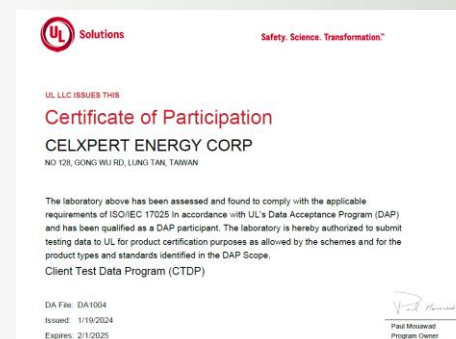 UL Solutions
Safety. Science. Transformation.™
UL LLC ISSUES THIS
Certificate of Participation
CELXPERT ENERGY CORP
NO 128, GONG WU RD, LUNG TAN, TAIWAN
The laboratory above has been assessed and found to comply with the applicable
requirements of ISO/IEC 17025 In accordance with UL's Data Acceptance Program (DAP)
and has been qualified as a DAP participant. The laboratory is hereby authorized to submit
testing data to UL for product certification purposes as allowed by the schemes and for the
product types and standards identified in the DAP Scope.
Client Test Data Program (CTDP)
DA File: DA1004
Issued: 1/19/2024
Expires: 2/1/2025
Paul Mouawad
Paul Mouawad
Program Owner